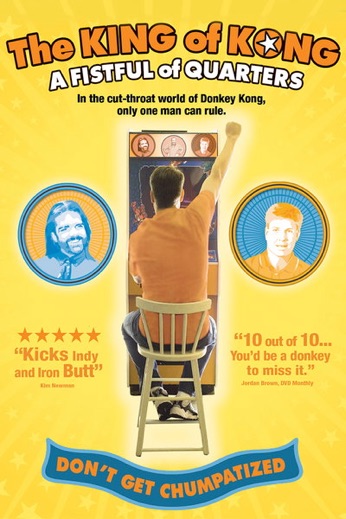 The KING of KONG
A FISTFUL of QUARTERS
In the cut-throat world of Donkey Kong,
only one man can rule.
“Kicks Indy
and Iron Butt”
Kim Newman
“10 out of 10...
You’d be a donkey
to miss it.”
Jordan Brown, DVD Monthly
DON’T GET CHUMPATIZED